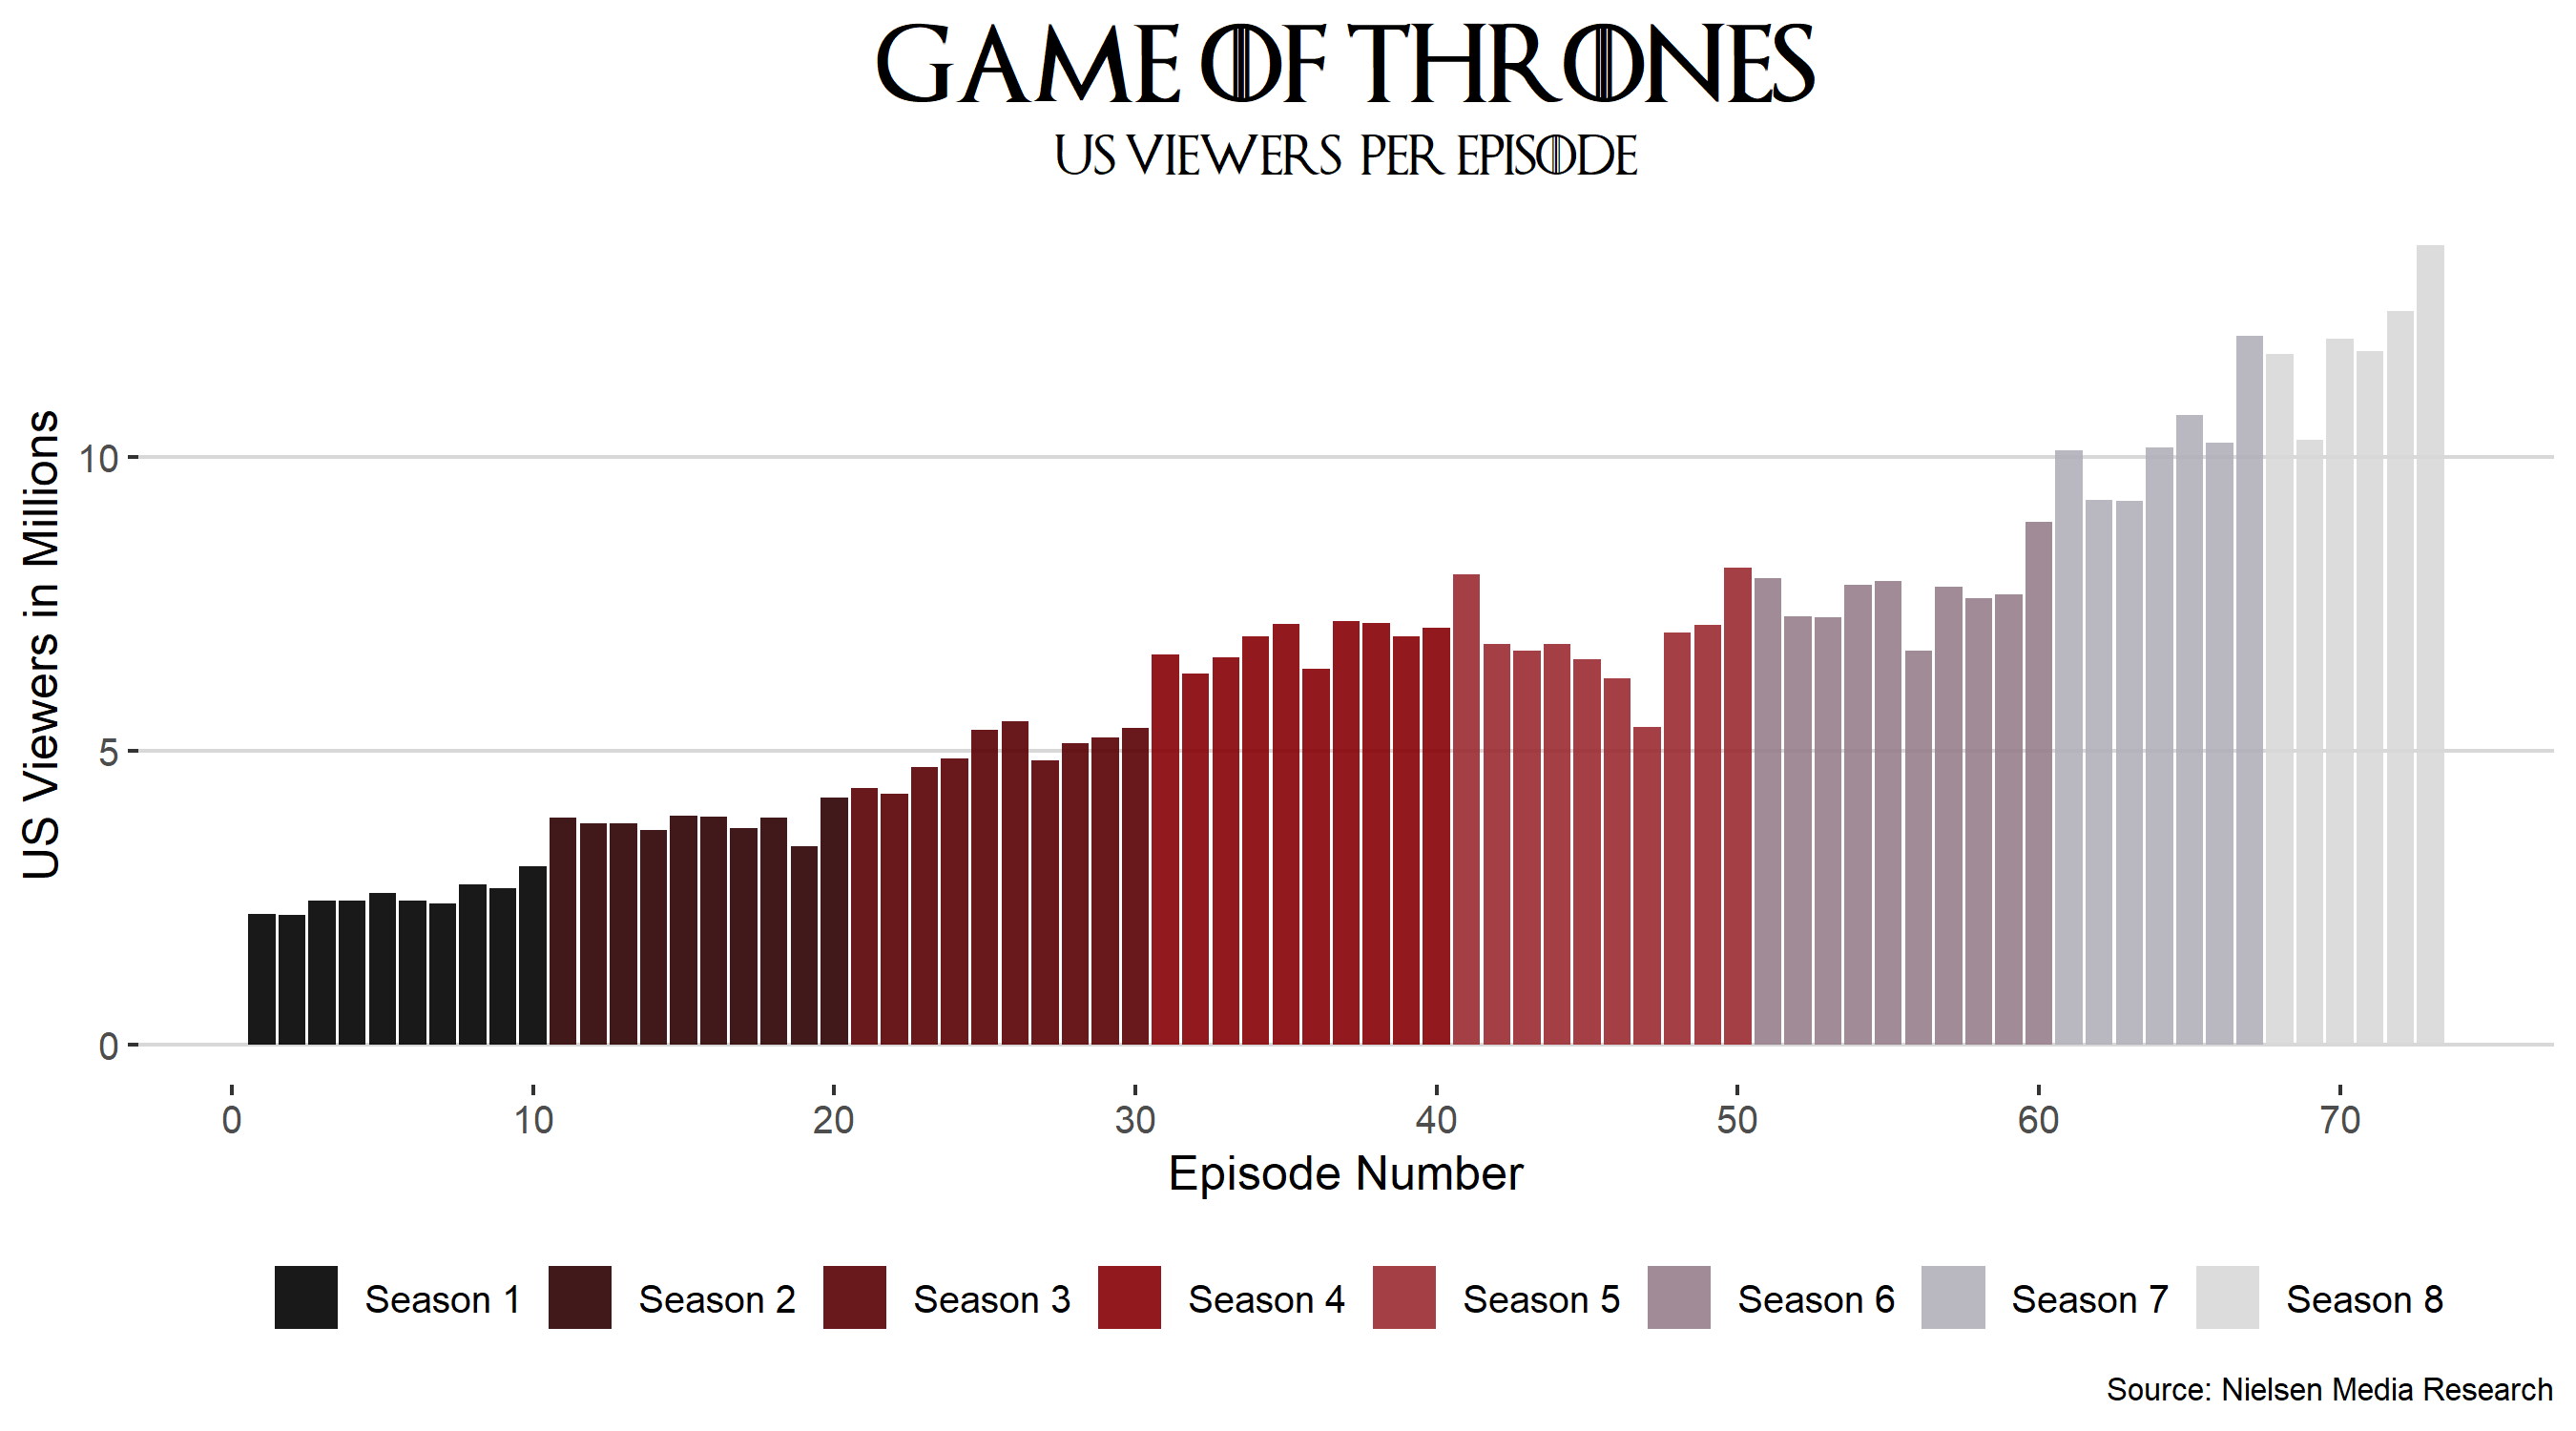 GAME OF THRONES
US VIEWERS PER EPISODE
US Viewers in Millions
10
5
0
0 10 20 30 40 50 60 70
Episode Number
Season 1 Season 2 Season 3 Season 4 Season 5 Season 6 Season 7 Season 8
Source: Nielsen Media Research